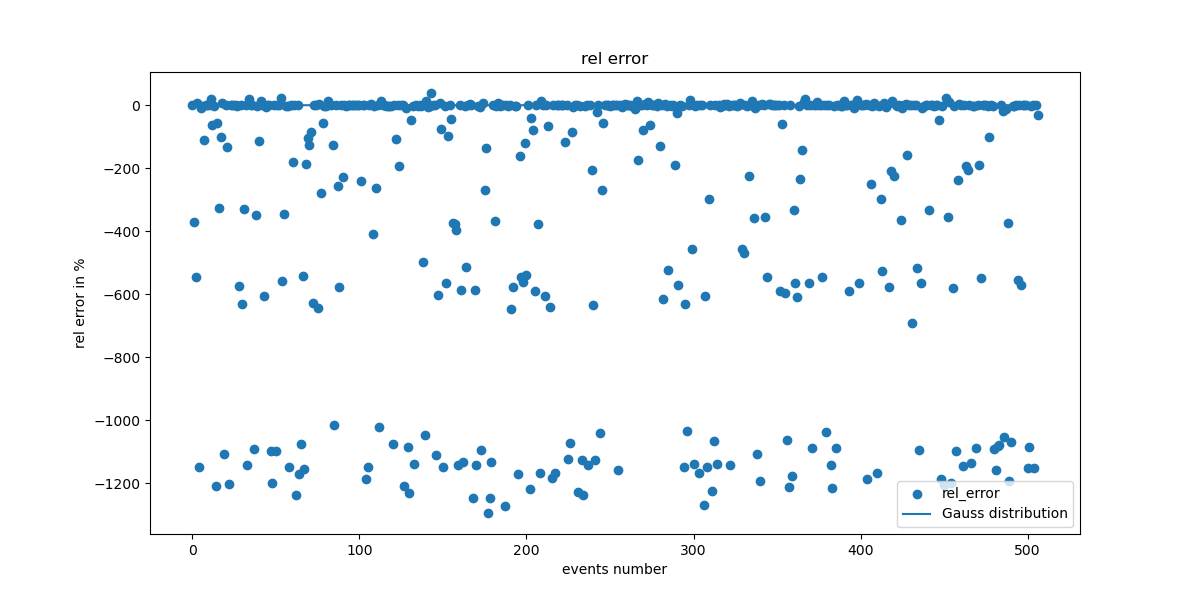 rel error
0
−200
−400
−600
−800
−1000
−1200
rel error in %
0 100 200 300 400 500
events number
rel_error
Gauss distribution